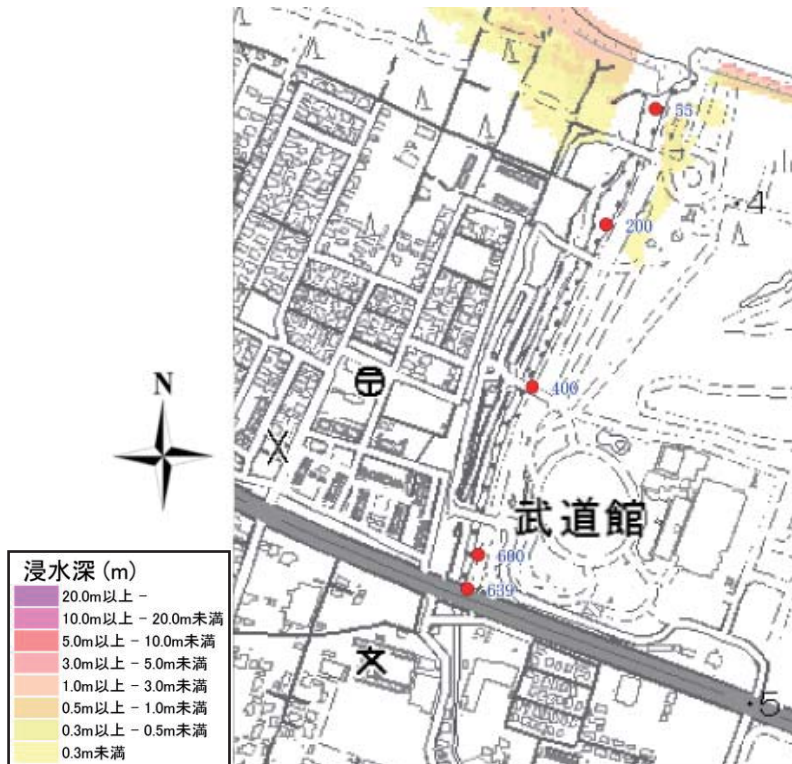 55
200
4
400
N
武道館
600
639
5
浸水深(m)
20.0m以上 -
10.0m以上 - 20.0m未満
5.0m以上 - 10.0m未満
3.0m以上 - 5.0m未満
1.0m以上 - 3.0m未満
0.5m以上 - 1.0m未満
0.3m以上 - 0.5m未満
0.3m未満